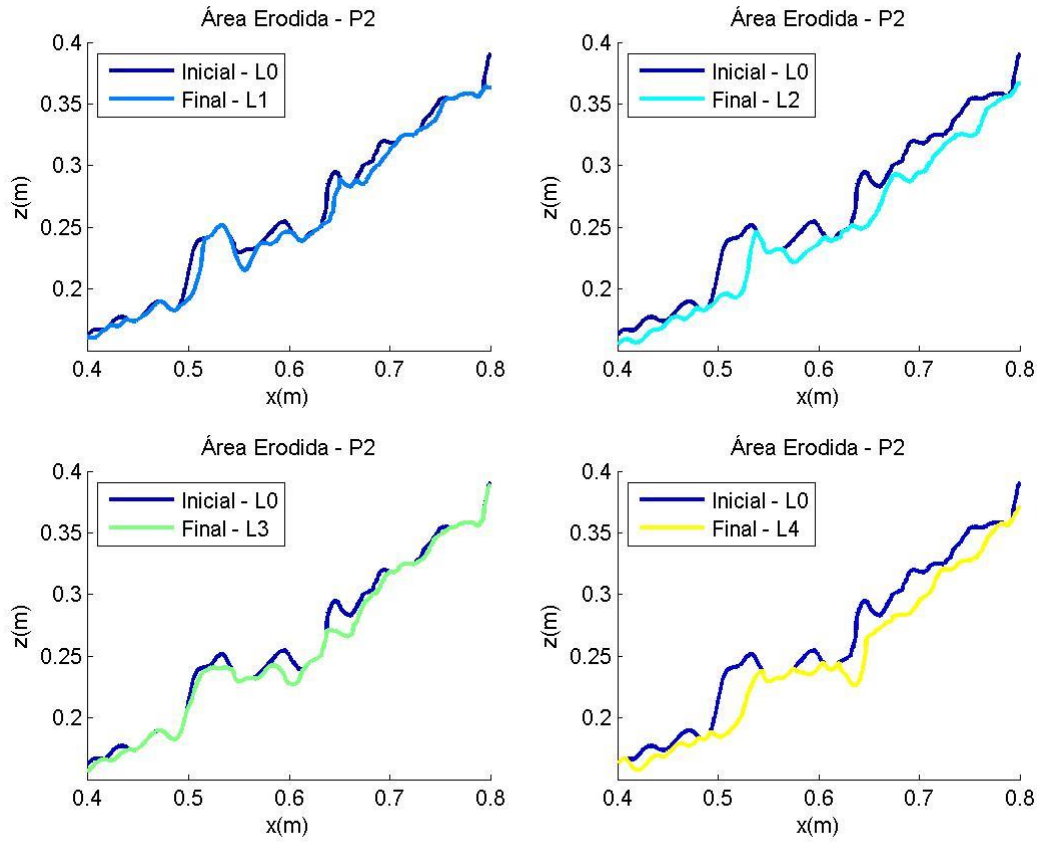 Área Erodida - P2
Inicial - L0
Final - L1
z(m)
0.4
0.35
0.3
0.25
0.2
0.4 0.5 0.6 0.7 0.8
x(m)
Área Erodida - P2
Inicial - L0
Final - L2
z(m)
0.4
0.35
0.3
0.25
0.2
0.4 0.5 0.6 0.7 0.8
x(m)
Área Erodida - P2
Inicial - L0
Final - L3
z(m)
0.4
0.35
0.3
0.25
0.2
0.4 0.5 0.6 0.7 0.8
x(m)
Área Erodida - P2
Inicial - L0
Final - L4
z(m)
0.4
0.35
0.3
0.25
0.2
0.4 0.5 0.6 0.7 0.8
x(m)